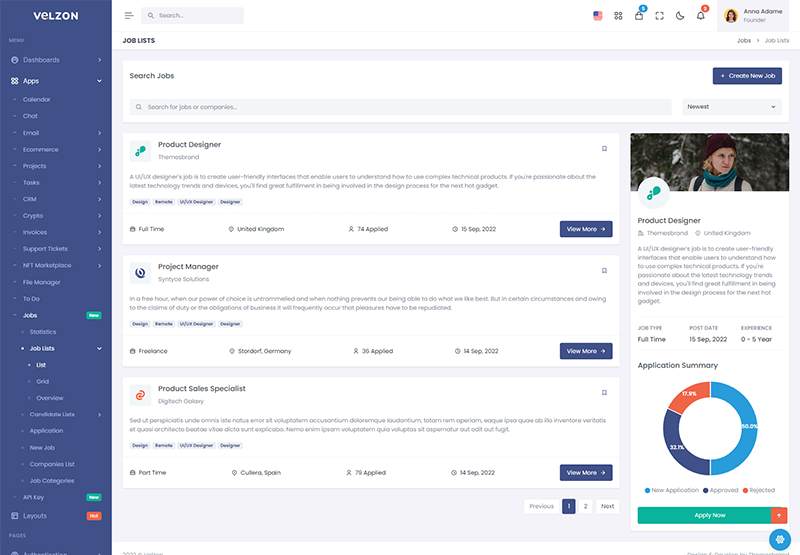 VELZON
Search...
5
3
Anna Adame
Founder
MENU
Dashboards
Apps
Calendar
Chat
Email
Ecommerce
Projects
Tasks
CRM
Crypto
Invoices
Support Tickets
NFT Marketplace
File Manager
To Do
Jobs New
Statistics
Job Lists
List
Grid
Overview
Candidate Lists
Application
New Job
Companies List
Job Categories
API Key New
Layouts Hot
PAGES
Authentication
JOB LISTS
Jobs > Job Lists
Search Jobs
+ Create New Job
Search for jobs or companies...
Newest
Product Designer
Themesbrand
A UI/UX designer's job is to create user-friendly interfaces that enable users to understand how to use complex technical products. If you're passionate about the
latest technology trends and devices, you'll find great fulfillment in being involved in the design process for the next hot gadget.
Design Remote UI/UX Designer Designer
Full Time United Kingdom 74 Applied 15 Sep, 2022 View More →
Project Manager
Syntyce Solutions
In a free hour, when our power of choice is untrammelled and when nothing prevents our being able to do what we like best. But in certain circumstances and owing
to the claims of duty or the obligations of business it will frequently occur that pleasures have to be repudiated.
Design Remote UI/UX Designer Designer
Freelance Stordorf, Germany 36 Applied 14 Sep, 2022 View More →
Product Sales Specialist
Digitech Galaxy
Sed ut perspiciatis unde omnis iste natus error sit voluptatem accusantium doloremque laudantium, totam rem aperiam, eaque ipsa quae ab illo inventore veritatis
et quasi architecto beatae vitae dicta sunt explicabo. Nemo enim ipsam voluptatem quia voluptas sit aspernatur aut odit aut fugit.
Design Remote UI/UX Designer Designer
Part Time Cullera, Spain 79 Applied 14 Sep, 2022 View More →
Previous 1 2 Next
Product Designer
Themesbrand United Kingdom
A UI/UX designer's job is to create user-friendly
interfaces that enable users to understand how
to use complex technical products. If you're
passionate about the latest technology trends
and devices, you'll find great fulfillment in being
involved in the design process for the next hot
gadget.
JOB TYPE POST DATE EXPERIENCE
Full Time 15 Sep, 2022 0 - 5 Year
Application Summary
17.9%
50.0%
32.1%
New Application Approved Rejected
Apply Now
2022 © Velzon.
Design & Develop by Themesbrand